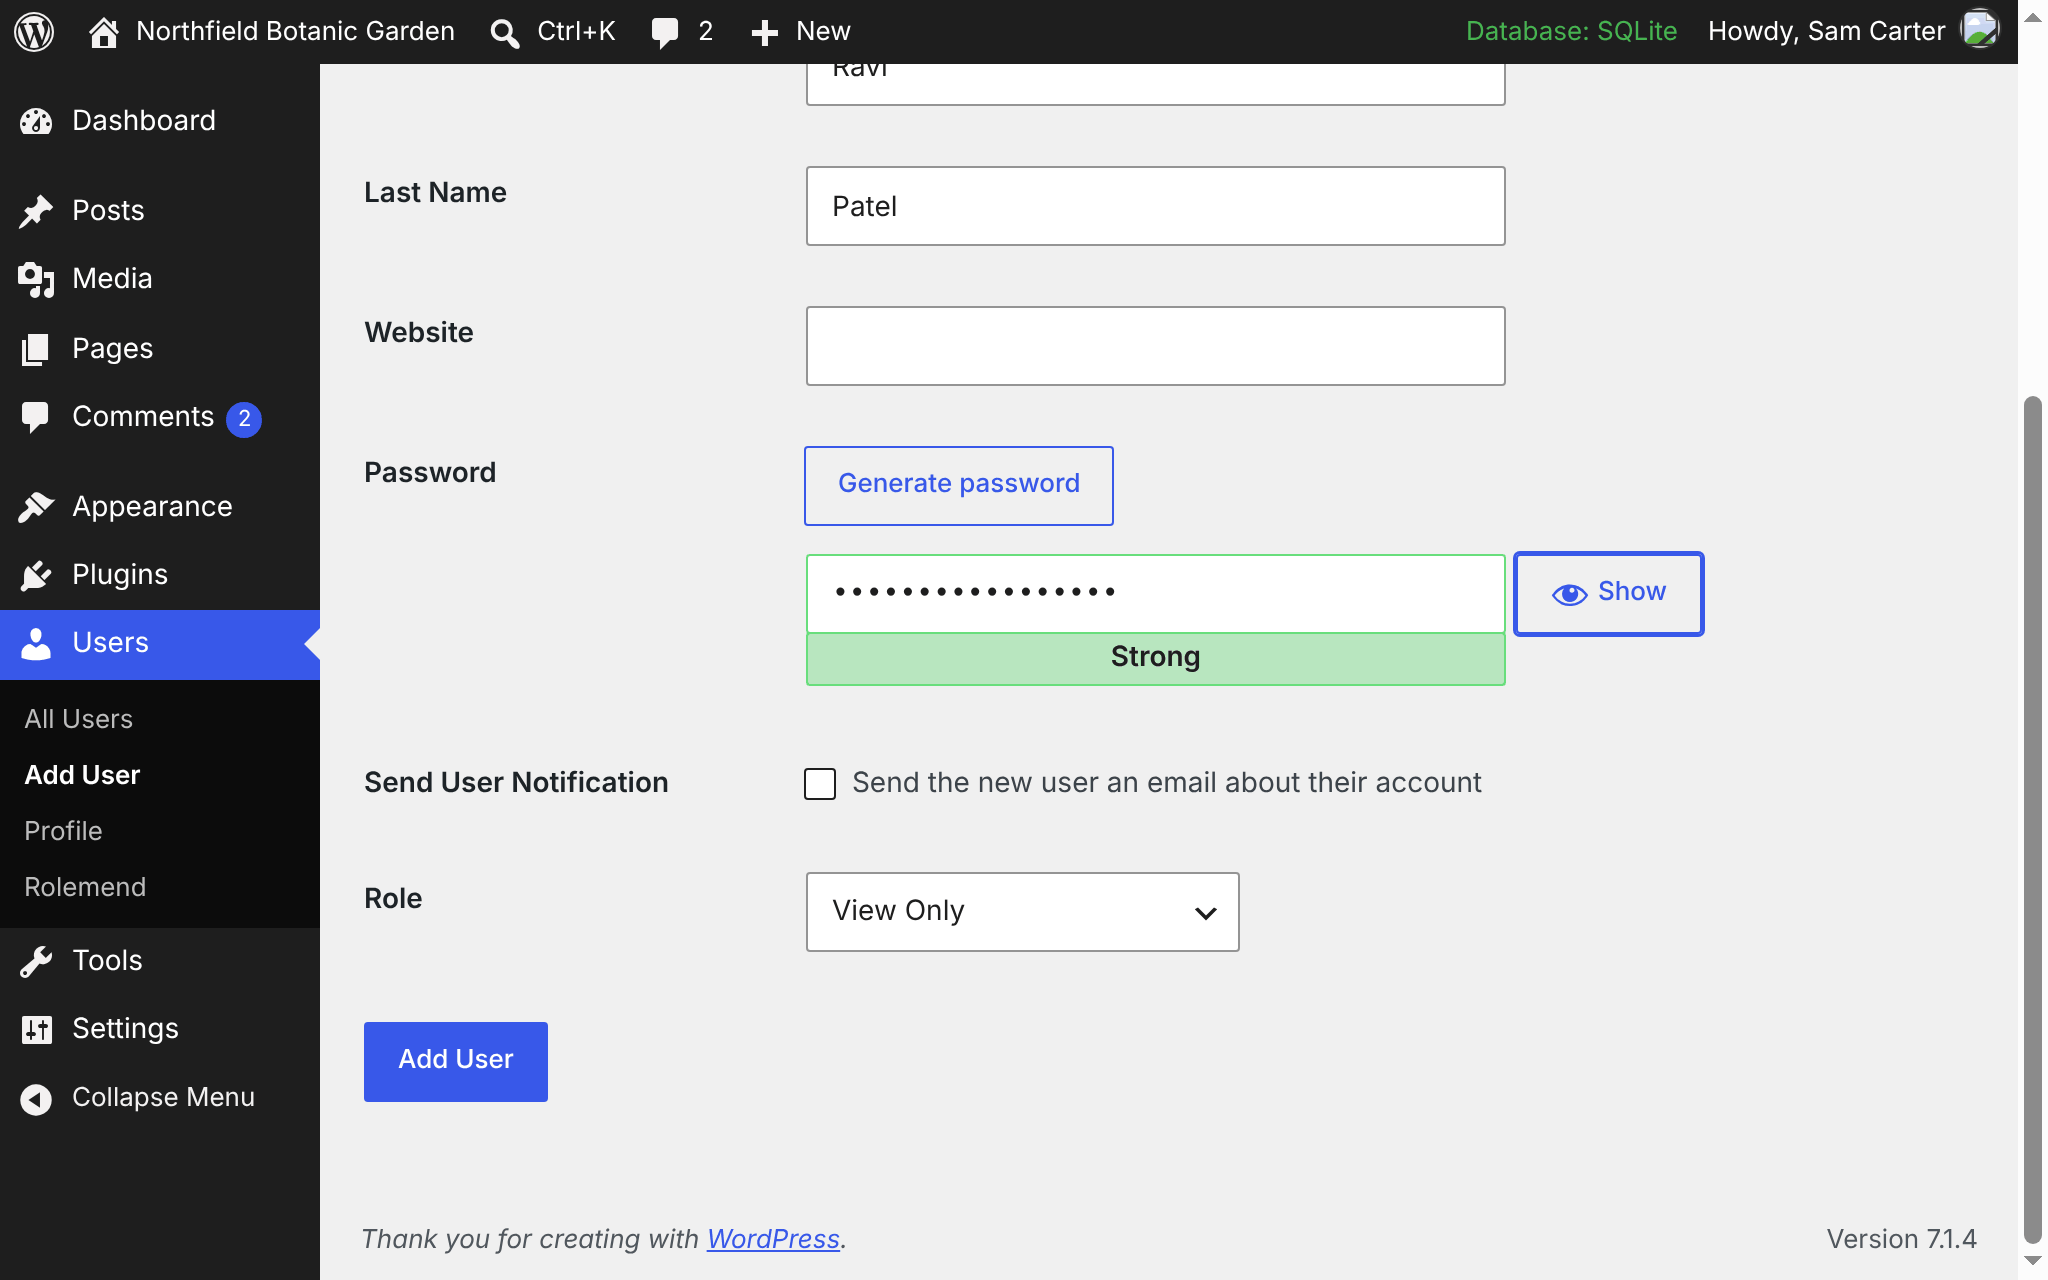 Northfield Botanic Garden Ctrl+K 2 New Database: SQLite Howdy, Sam Carter
Dashboard
Posts
Media
Pages
Comments 2
Appearance
Plugins
Users
All Users
Add User
Profile
Rolemend
Tools
Settings
Collapse Menu
Ravi
Last Name
Patel
Website
Password
Generate password
•••••••••••••••••
Show
Strong
Send User Notification
Send the new user an email about their account
Role
View Only
Add User
Thank you for creating with WordPress.
Version 7.1.4